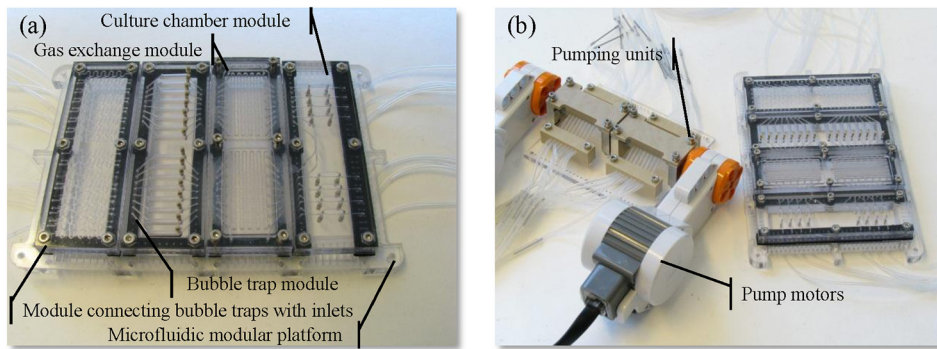 (a)
Culture chamber module
Gas exchange module
Bubble trap module
Module connecting bubble traps with inlets
Microfluidic modular platform
(b)
Pumping units
Pump motors